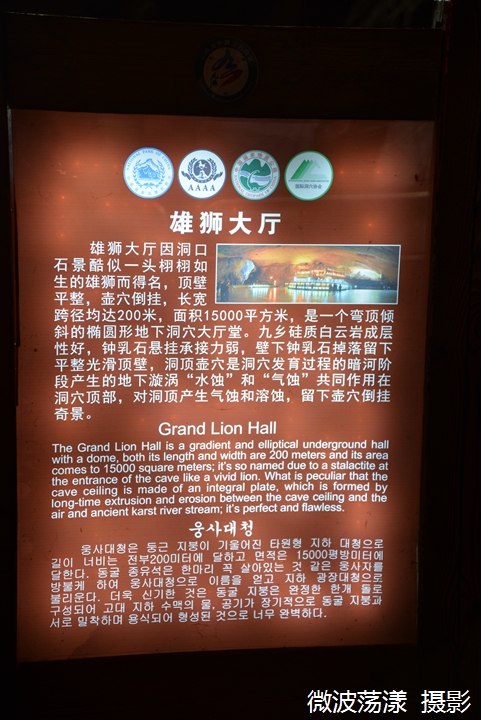 AAAA
雄狮大厅
雄狮大厅因洞口
石景酷似一头栩栩如
生的雄狮而得名，顶壁
平整，壶穴倒挂，长宽
跨径均达200米，面积15000平方米，是一个弯顶倾
斜的椭圆形地下洞穴大厅堂。九乡硅质白云岩成层
性好，钟乳石悬挂承接力弱，壁下钟乳石掉落留下
平整光滑顶壁，洞顶壶穴是洞穴发育过程的暗河阶
段产生的地下漩涡“水蚀”和“气蚀”共同作用在
洞穴顶部，对洞顶产生气蚀和溶蚀，留下壶穴倒挂
奇景。
Grand Lion Hall
The Grand Lion Hall is a gradient and elliptical underground hall
with a dome, both its length and width are 200 meters and its area
comes to 15000 square meters; it's so named due to a stalactite at
the entrance of the cave like a vivid lion. What is peculiar that the
cave ceiling is made of an integral plate, which is formed by
long-time extrusion and erosion between the cave ceiling and the
air and ancient karst river stream; it's perfect and flawless.
웅사대청
웅사대청은 둥근 지붕이 기울어진 타원형 지하 대청으로
길이 너비는 전부200미터에 달하고 면적은 15000평방미터에
달한다. 동굴 종유석은 한마리 꼭 살아있는 것 같은 웅사자를
방불케 하여 웅사대청으로 이름을 얻고 지하 광장대청으로
불리운다. 더욱 신기한 것은 동굴 지붕은 완정한 한개 돌로
구성되어 고대 지하 수맥의 물, 공기가 장기적으로 동굴 지붕과
서로 밀착하며 용식되어 형성된 것으로 너무 완벽하다.
微波荡漾 摄影